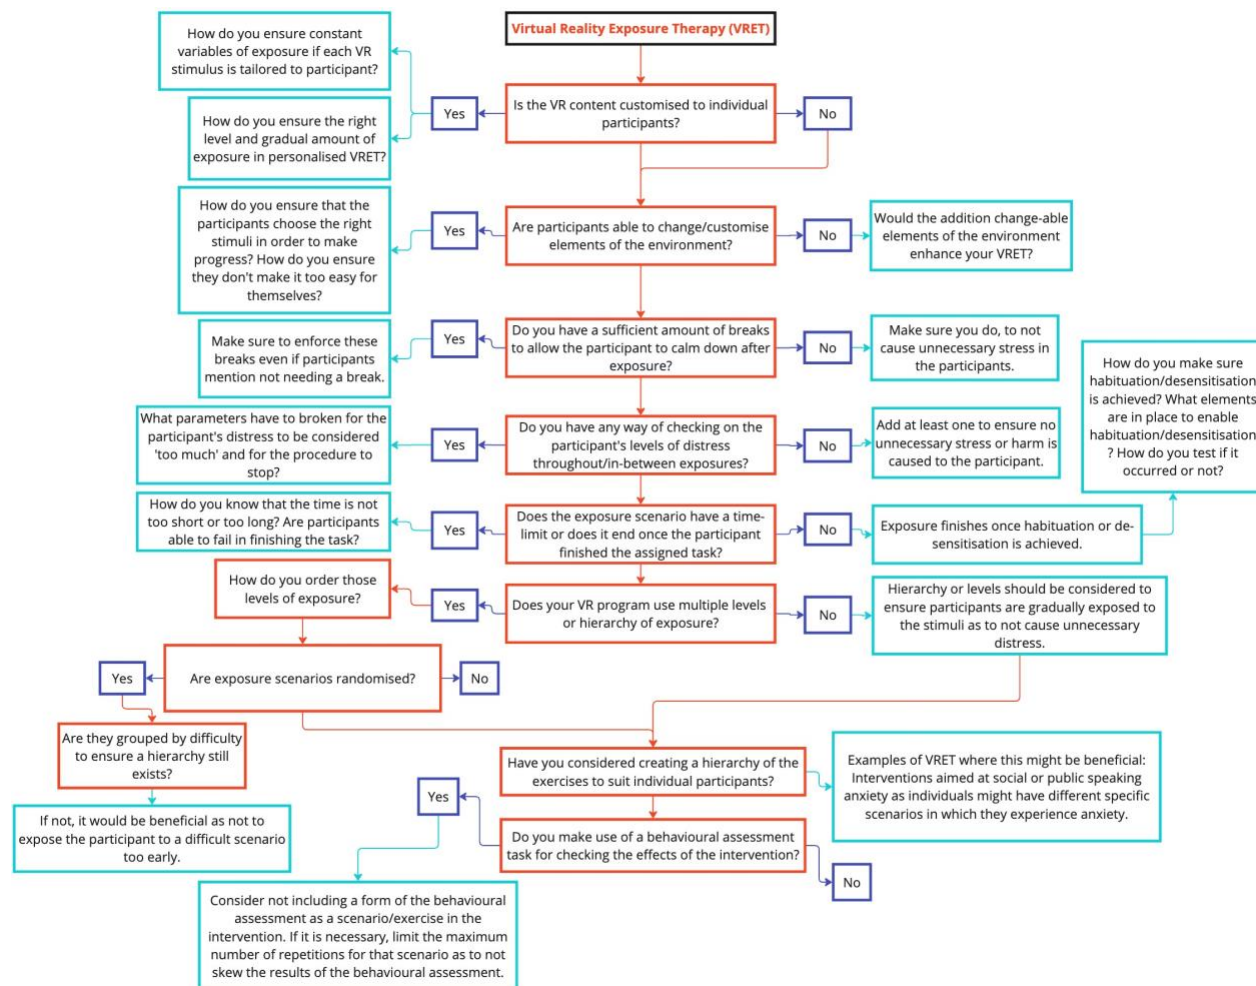 Virtual Reality Exposure Therapy (VRET)
How do you ensure constant
variables of exposure if each VR
stimulus is tailored to participant?
Is the VR content customised to individual
participants?
Yes
No
How do you ensure the right
level and gradual amount of
exposure in personalised VRET?
How do you ensure that the
participants choose the right
stimuli in order to make
progress? How do you ensure
they don't make it too easy for
themselves?
Yes
Are participants able to change/customise
elements of the environment?
No
Would the addition change-able
elements of the environment
enhance your VRET?
Make sure to enforce these
breaks even if participants
mention not needing a break.
Yes
Do you have a sufficient amount of breaks
to allow the participant to calm down after
exposure?
No
Make sure you do, to not
cause unnecessary stress in
the participants.
How do you make sure
habituation/desensitisation
is achieved? What elements
are in place to enable
habituation/desensitisation
? How do you test if it
occurred or not?
What parameters have to broken for the
participant's distress to be considered
'too much' and for the procedure to
stop?
Yes
Do you have any way of checking on the
participant's levels of distress
throughout/in-between exposures?
No
Add at least one to ensure no
unnecessary stress or harm is
caused to the participant.
How do you know that the time is not
too short or too long? Are participants
able to fail in finishing the task?
Yes
Does the exposure scenario have a time-
limit or does it end once the participant
finished the assigned task?
No
Exposure finishes once habituation or de-
sensitisation is achieved.
How do you order those
levels of exposure?
Yes
Does your VR program use multiple levels
or hierarchy of exposure?
No
Hierarchy or levels should be considered to
ensure participants are gradually exposed to
the stimuli as to not cause unnecessary
distress.
Yes
Are exposure scenarios randomised?
No
Are they grouped by difficulty
to ensure a hierarchy still
exists?
If not, it would be beneficial as not to
expose the participant to a difficult scenario
too early.
Have you considered creating a hierarchy of the
exercises to suit individual participants?
Examples of VRET where this might be beneficial:
Interventions aimed at social or public speaking
anxiety as individuals might have different specific
scenarios in which they experience anxiety.
Yes
Do you make use of a behavioural assessment
task for checking the effects of the intervention?
No
Consider not including a form of the behavioural
assessment as a scenario/exercise in the
intervention. If it is necessary, limit the maximum
number of repetitions for that scenario as to not
skew the results of the behavioural assessment.